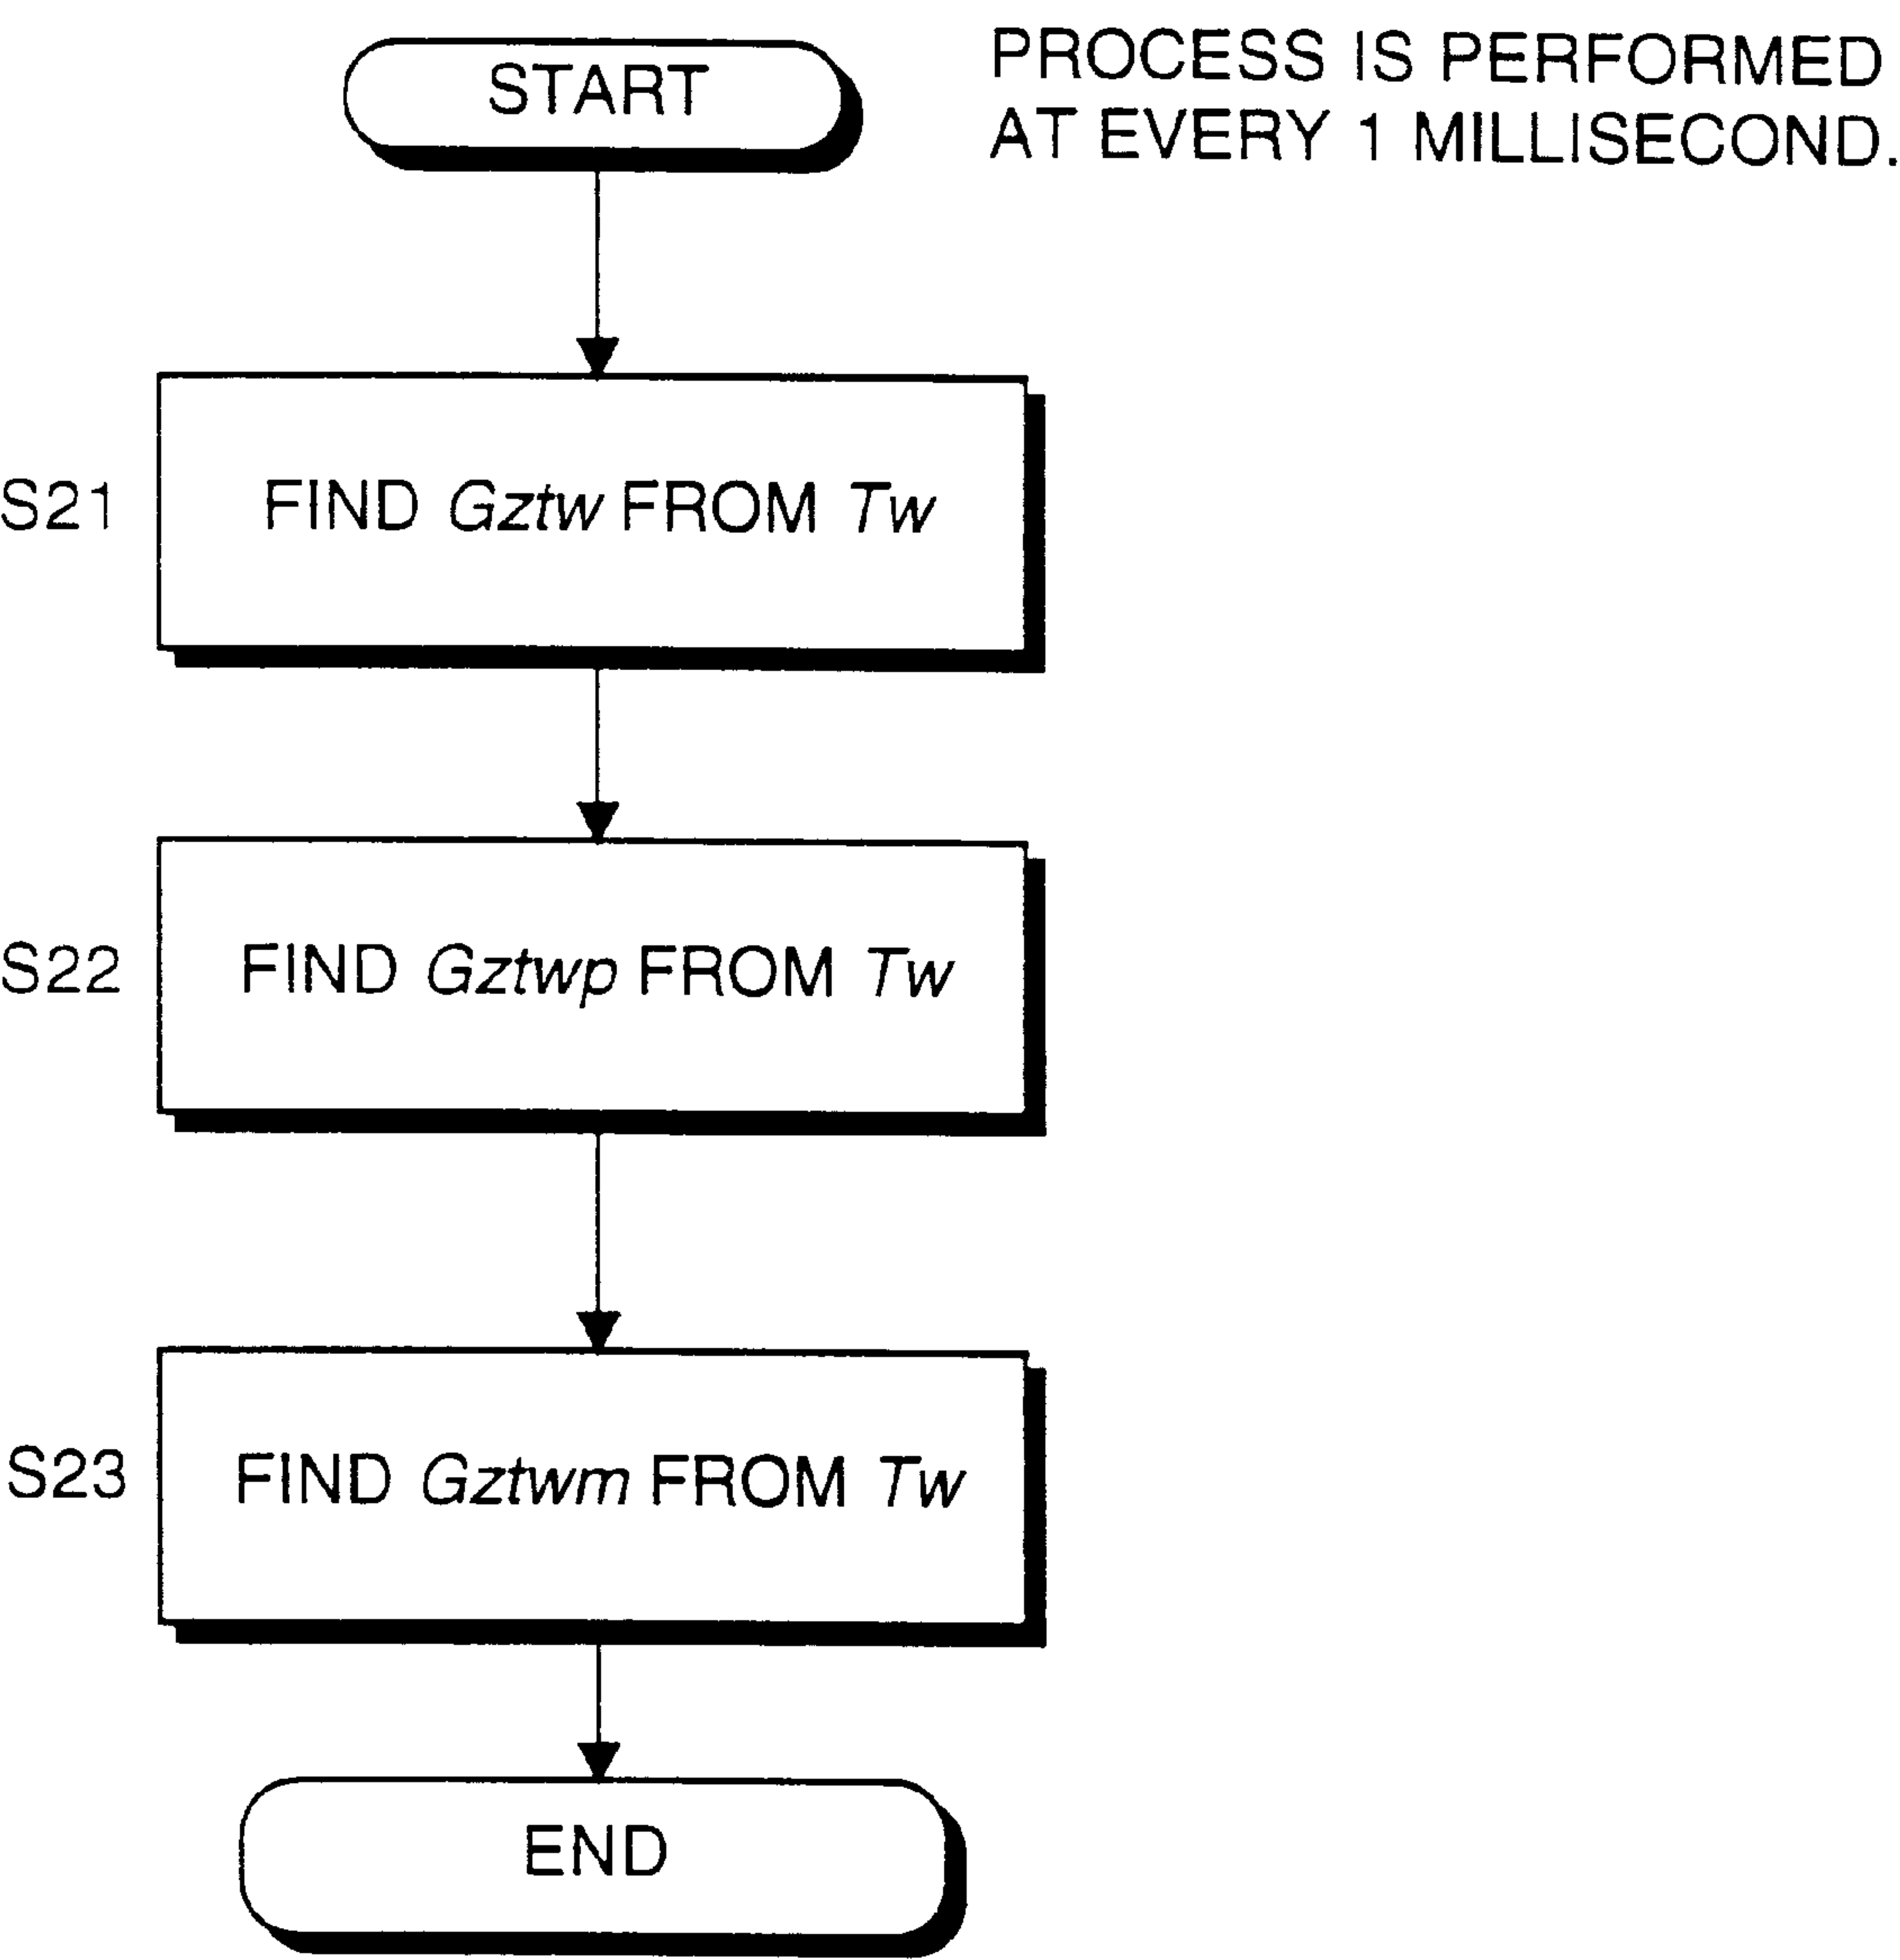 START
PROCESS IS PERFORMED
AT EVERY 1 MILLISECOND.
S21
FIND Gztw FROM Tw
S22
FIND Gztwp FROM Tw
S23
FIND Gztwm FROM Tw
END